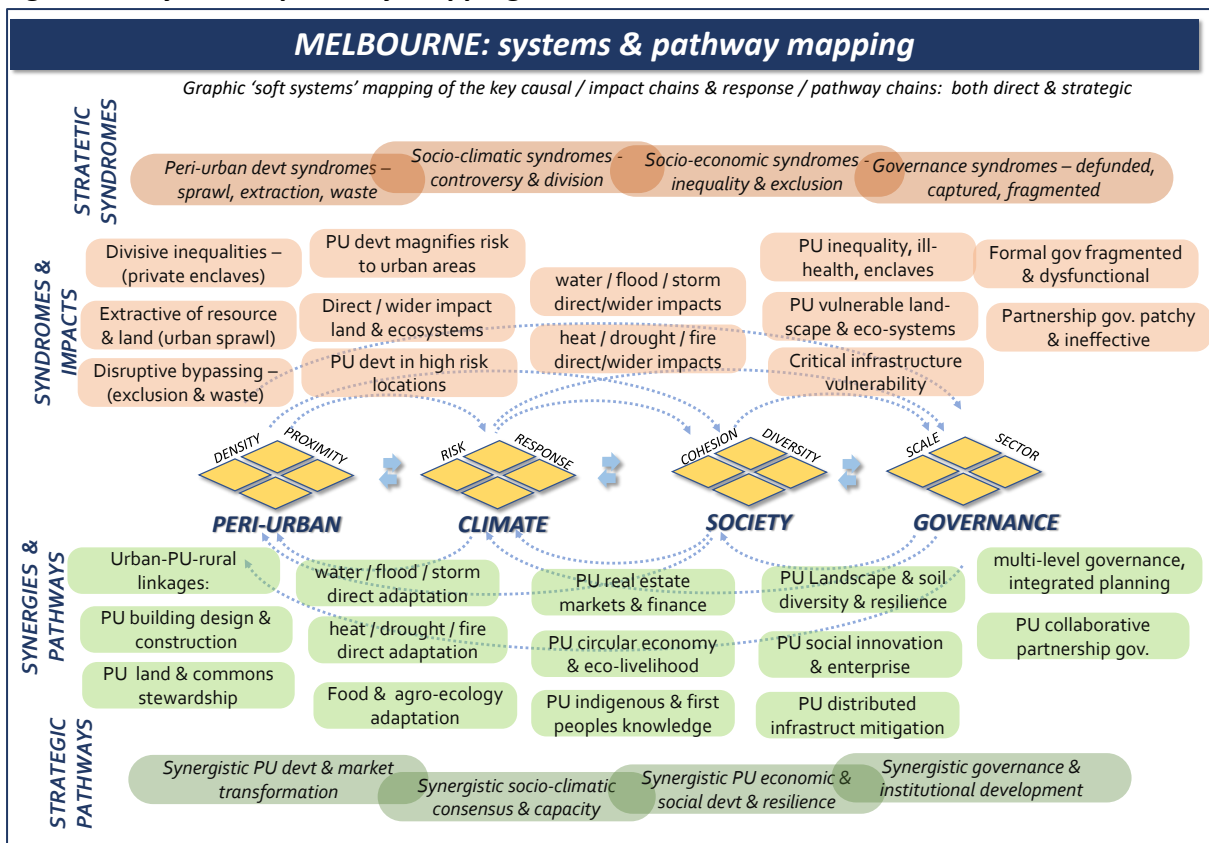 MELBOURNE: systems & pathway mapping
Graphic 'soft systems' mapping of the key causal / impact chains & response / pathway chains: both direct & strategic
STRATETIC
SYNDROMES
Peri-urban devt syndromes –
sprawl, extraction, waste
Socio-climatic syndromes -
controversy & division
Socio-economic syndromes -
inequality & exclusion
Governance syndromes – defunded,
captured, fragmented
SYNDROMES &
IMPACTS
Divisive inequalities –
(private enclaves)
Extractive of resource
& land (urban sprawl)
Disruptive bypassing –
(exclusion & waste)
PU devt magnifies risk
to urban areas
Direct / wider impact
land & ecosystems
PU devt in high risk
locations
water / flood / storm
direct/wider impacts
heat / drought / fire
direct/wider impacts
PU inequality, ill-
health, enclaves
PU vulnerable land-
scape & eco-systems
Critical infrastructure
vulnerability
Formal gov fragmented
& dysfunctional
Partnership gov. patchy
& ineffective
DENSITY
PROXIMITY
PERI-URBAN
RISK
RESPONSE
CLIMATE
COHESION
DIVERSITY
SOCIETY
SCALE
SECTOR
GOVERNANCE
SYNERGIES &
PATHWAYS
Urban-PU-rural
linkages:
PU building design &
construction
PU land & commons
stewardship
water / flood / storm
direct adaptation
heat / drought / fire
direct adaptation
Food & agro-ecology
adaptation
PU real estate
markets & finance
PU circular economy
& eco-livelihood
PU indigenous & first
peoples knowledge
PU Landscape & soil
diversity & resilience
PU social innovation
& enterprise
PU distributed
infrastruct mitigation
multi-level governance,
integrated planning
PU collaborative
partnership gov.
STRATEGIC
PATHWAYS
Synergistic PU devt & market
transformation
Synergistic socio-climatic
consensus & capacity
Synergistic PU economic &
social devt & resilience
Synergistic governance &
institutional development